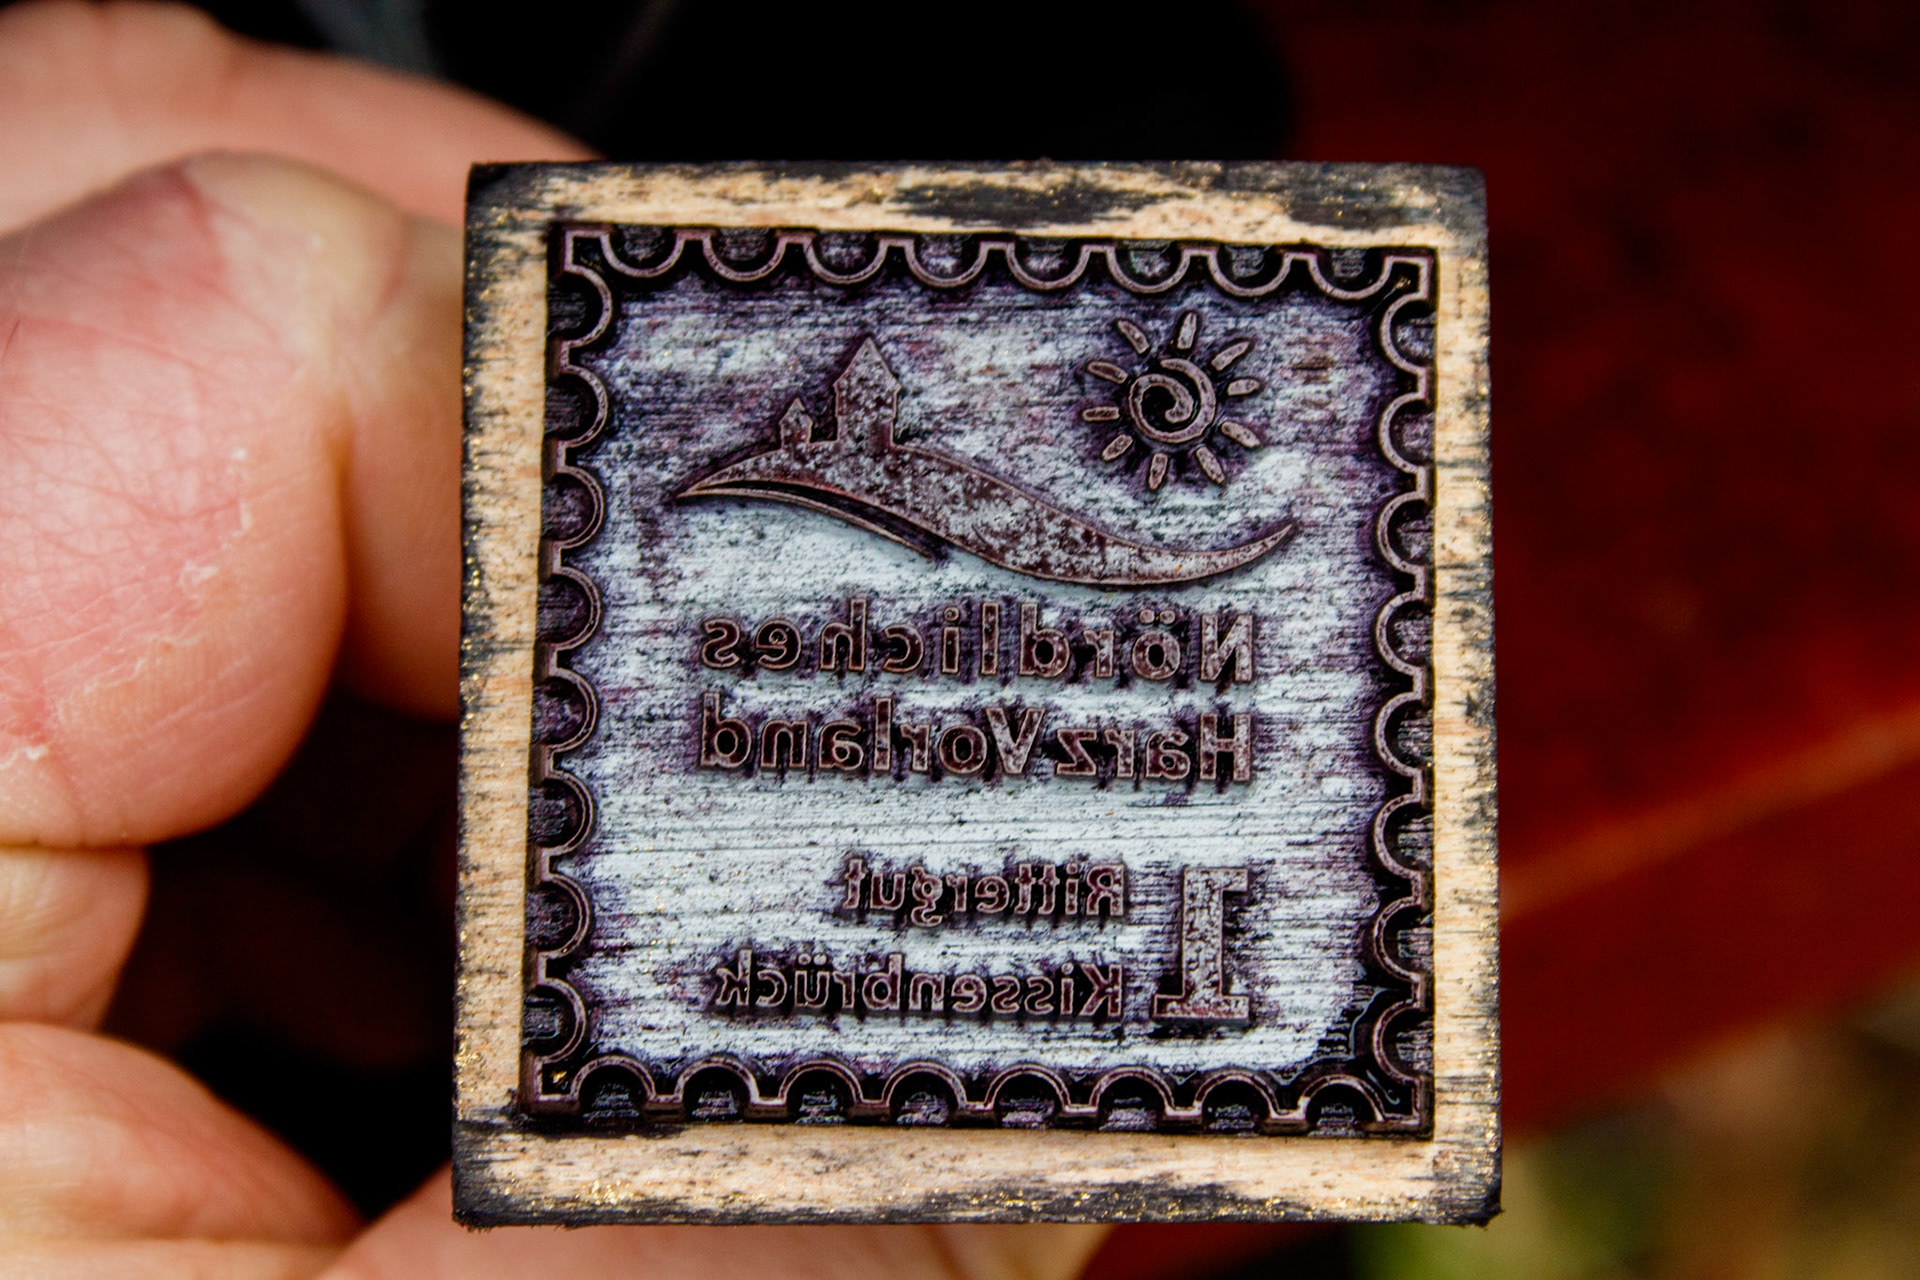 Nördliches
HarzVorland
1 Rittergut
Kissenbrück